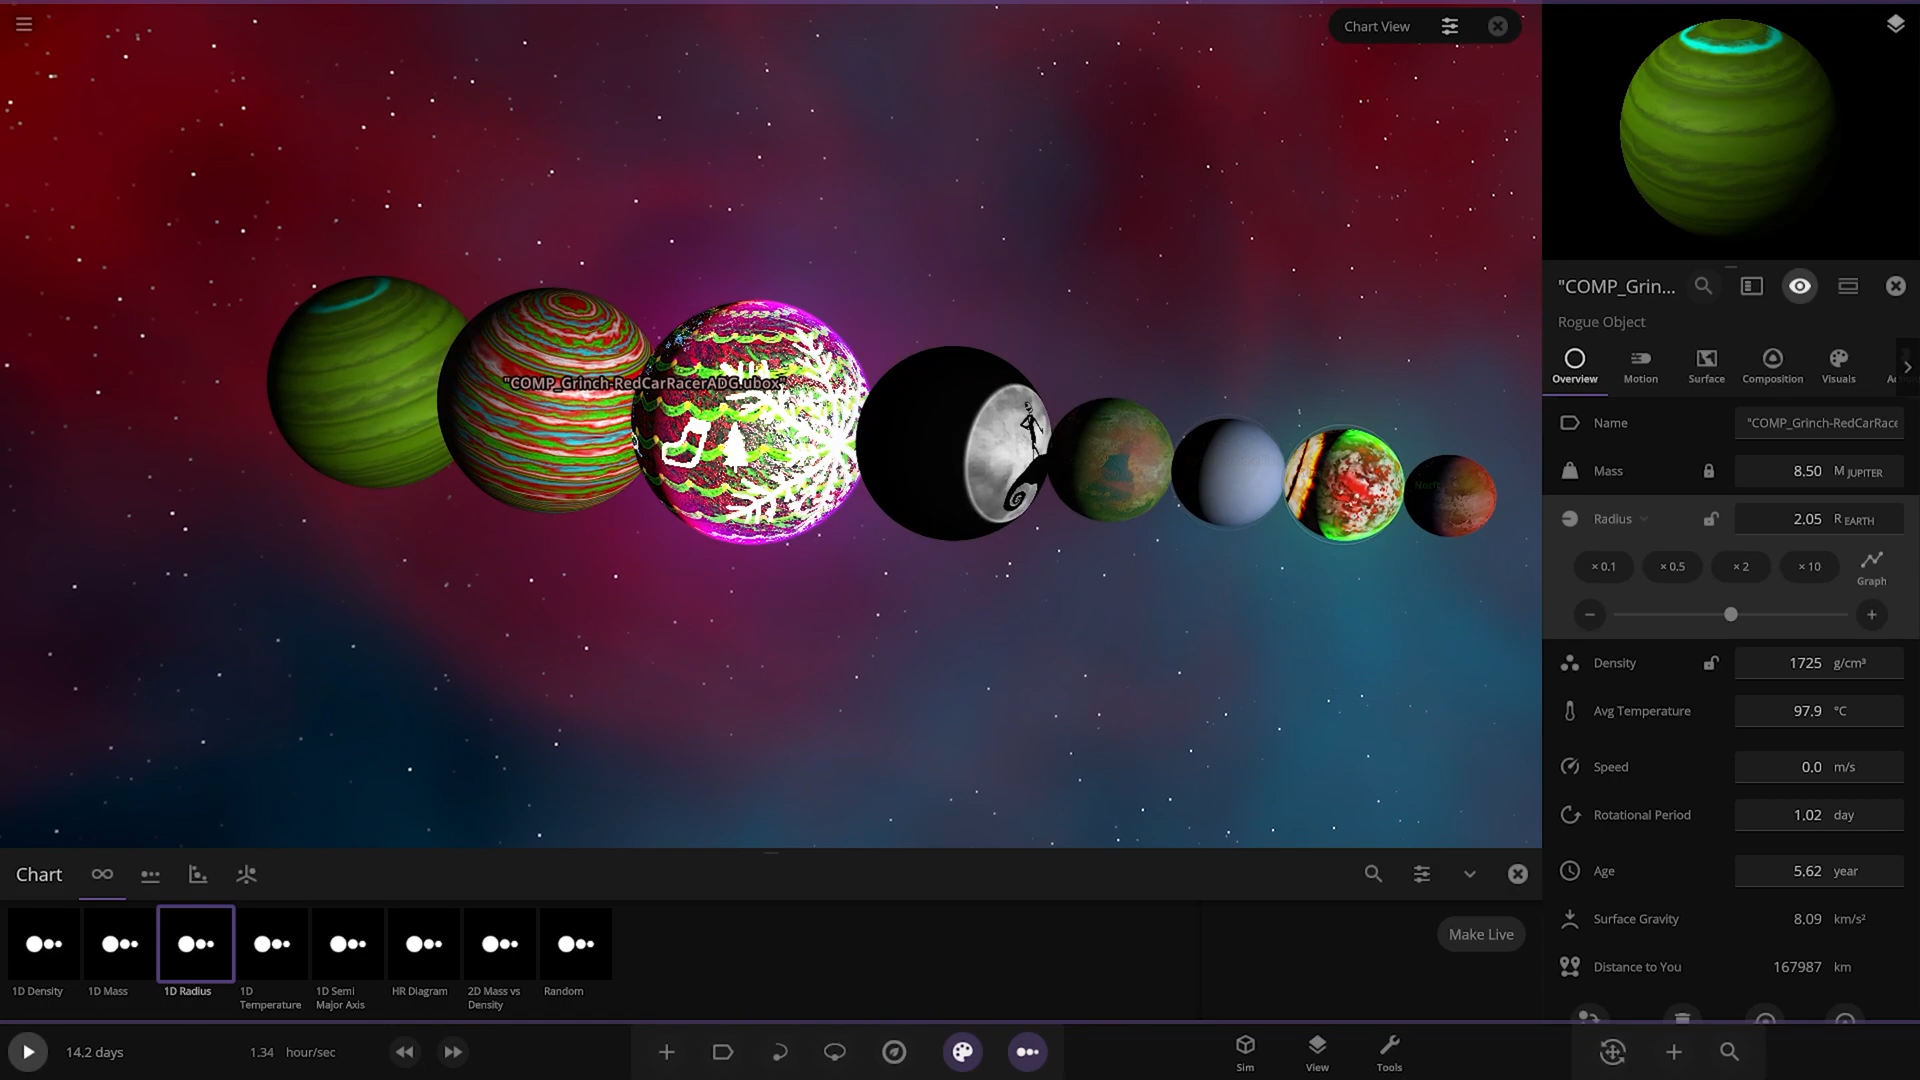 Chart View
"COMP_Grinch-RedCarRacerADG.ubox"
"COMP_Grin...
Rogue Object
Overview
Motion
Surface
Composition
Visuals
Name "COMP_Grinch-RedCarRace
Mass 8.50 M JUPITER
Radius 2.05 R EARTH
× 0.1 × 0.5 × 2 × 10 Graph
Density 1725 g/cm³
Avg Temperature 97.9 °C
Speed 0.0 m/s
Rotational Period 1.02 day
Age 5.62 year
Surface Gravity 8.09 km/s²
Distance to You 167987 km
Chart
Make Live
1D Density
1D Mass
1D Radius
1D
Temperature
1D Semi
Major Axis
HR Diagram
2D Mass vs
Density
Random
14.2 days
1.34 hour/sec
Sim
View
Tools